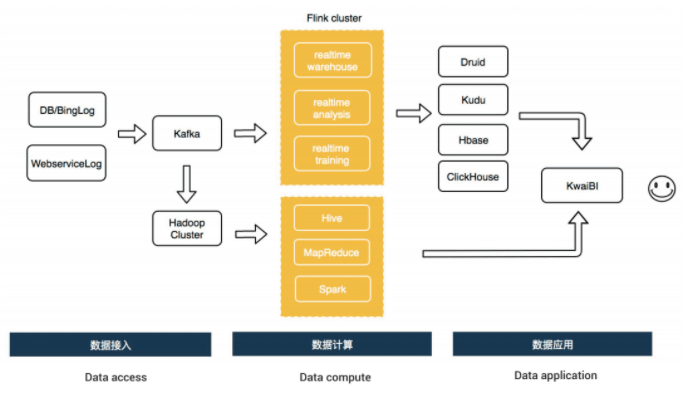 Flink cluster
realtime
warehouse
realtime
analysis
realtime
training
DB/BingLog
WebserviceLog
Kafka
Hadoop
Cluster
Hive
MapReduce
Spark
Druid
Kudu
Hbase
ClickHouse
KwaiBI
数据接入
数据计算
数据应用
Data access
Data compute
Data application